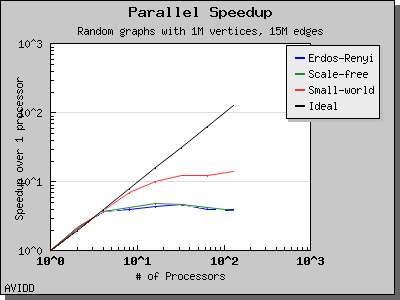 Parallel Speedup
Random graphs with 1M vertices, 15M edges
Speedup over 1 processor
10^3
10^2
10^1
10^0
Erdos-Renyi
Scale-free
Small-world
Ideal
10^0 10^1 10^2 10^3
# of Processors
AVIDD